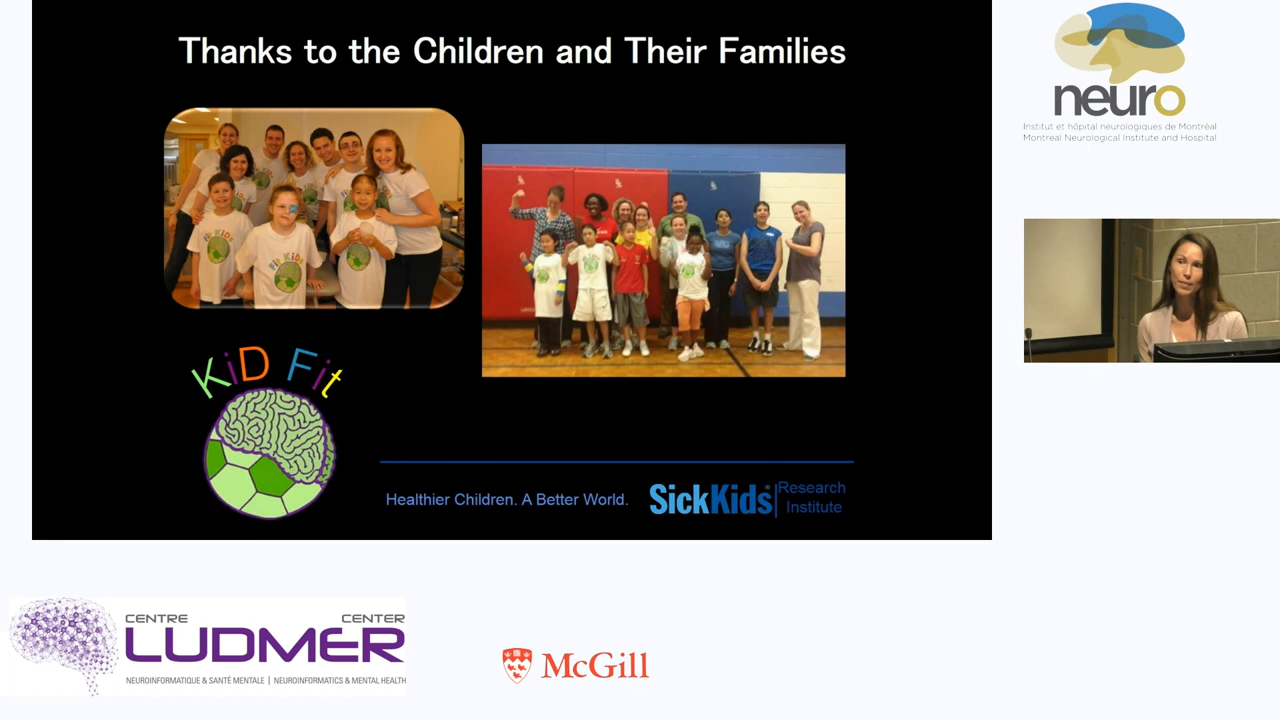 Thanks to the Children and Their Families
KiD Fit
Healthier Children. A Better World.
SickKids®
Research
Institute
neuro
Institut et hôpital neurologiques de Montréal
Montreal Neurological Institute and Hospital
CENTRE CENTER
LUDMER
NEUROINFORMATIQUE & SANTÉ MENTALE | NEUROINFORMATICS & MENTAL HEALTH
McGill